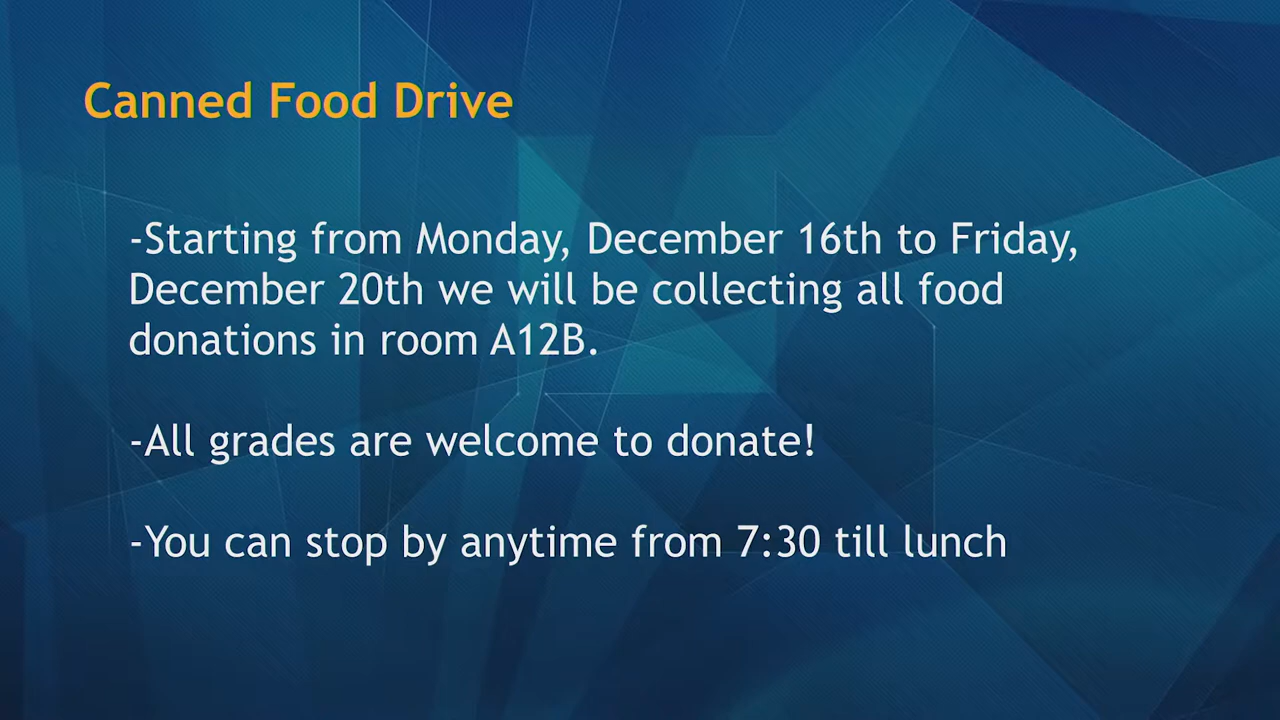 Canned Food Drive
-Starting from Monday, December 16th to Friday,
December 20th we will be collecting all food
donations in room A12B.
-All grades are welcome to donate!
-You can stop by anytime from 7:30 till lunch